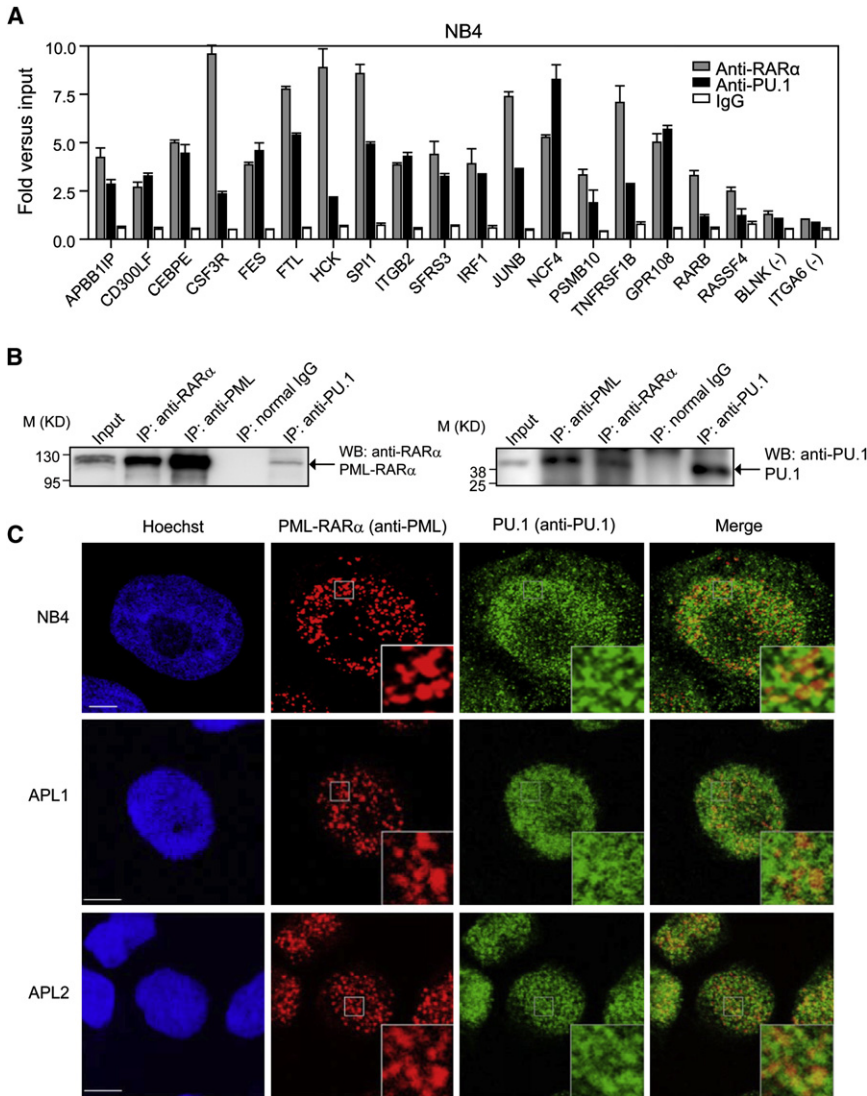 A
NB4
Fold versus input
10.0
7.5
5.0
2.5
0.0
Anti-RARα
Anti-PU.1
IgG
APBB1IP
CD300LF
CEBPE
CSF3R
FES
FTL
HCK
SPI1
ITGB2
SFRS3
IRF1
JUNB
NCF4
PSMB10
TNFRSF1B
GPR108
RARB
RASSF4
BLNK (-)
ITGA6 (-)
B
M (KD)
Input
IP: anti-RARα
IP: anti-PML
IP: normal IgG
IP: anti-PU.1
130
95
WB: anti-RARα
PML-RARα
M (KD)
Input
IP: anti-PML
IP: anti-RARα
IP: normal IgG
IP: anti-PU.1
38
25
WB: anti-PU.1
PU.1
C
Hoechst
PML-RARα (anti-PML)
PU.1 (anti-PU.1)
Merge
NB4
APL1
APL2